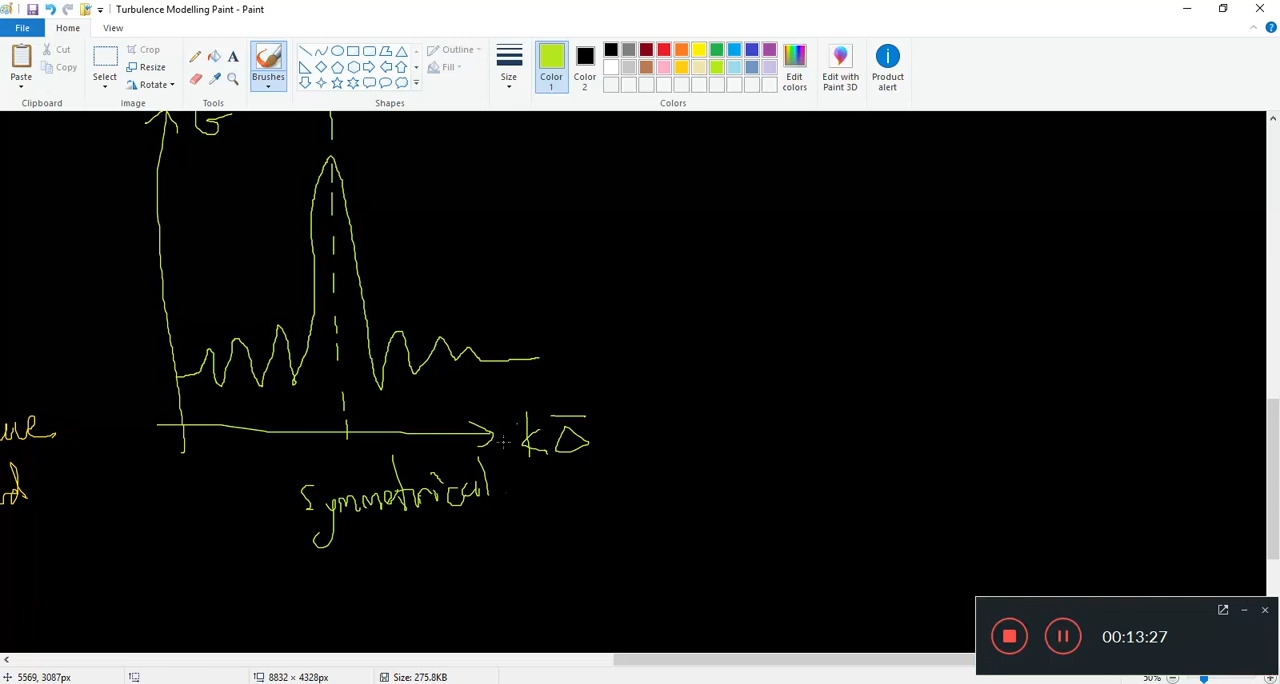 Turbulence Modelling Paint - Paint
File Home View
Paste Cut Copy Clipboard
Select Crop Resize Rotate Image
A Tools
Brushes
Outline Fill Shapes
Size
Color 1 Color 2 Edit colors Colors
Edit with Paint 3D
Product alert
G
kΔ̅
symmetrical
00:13:27
5569, 3087px 8832 × 4328px Size: 275.8KB 50%